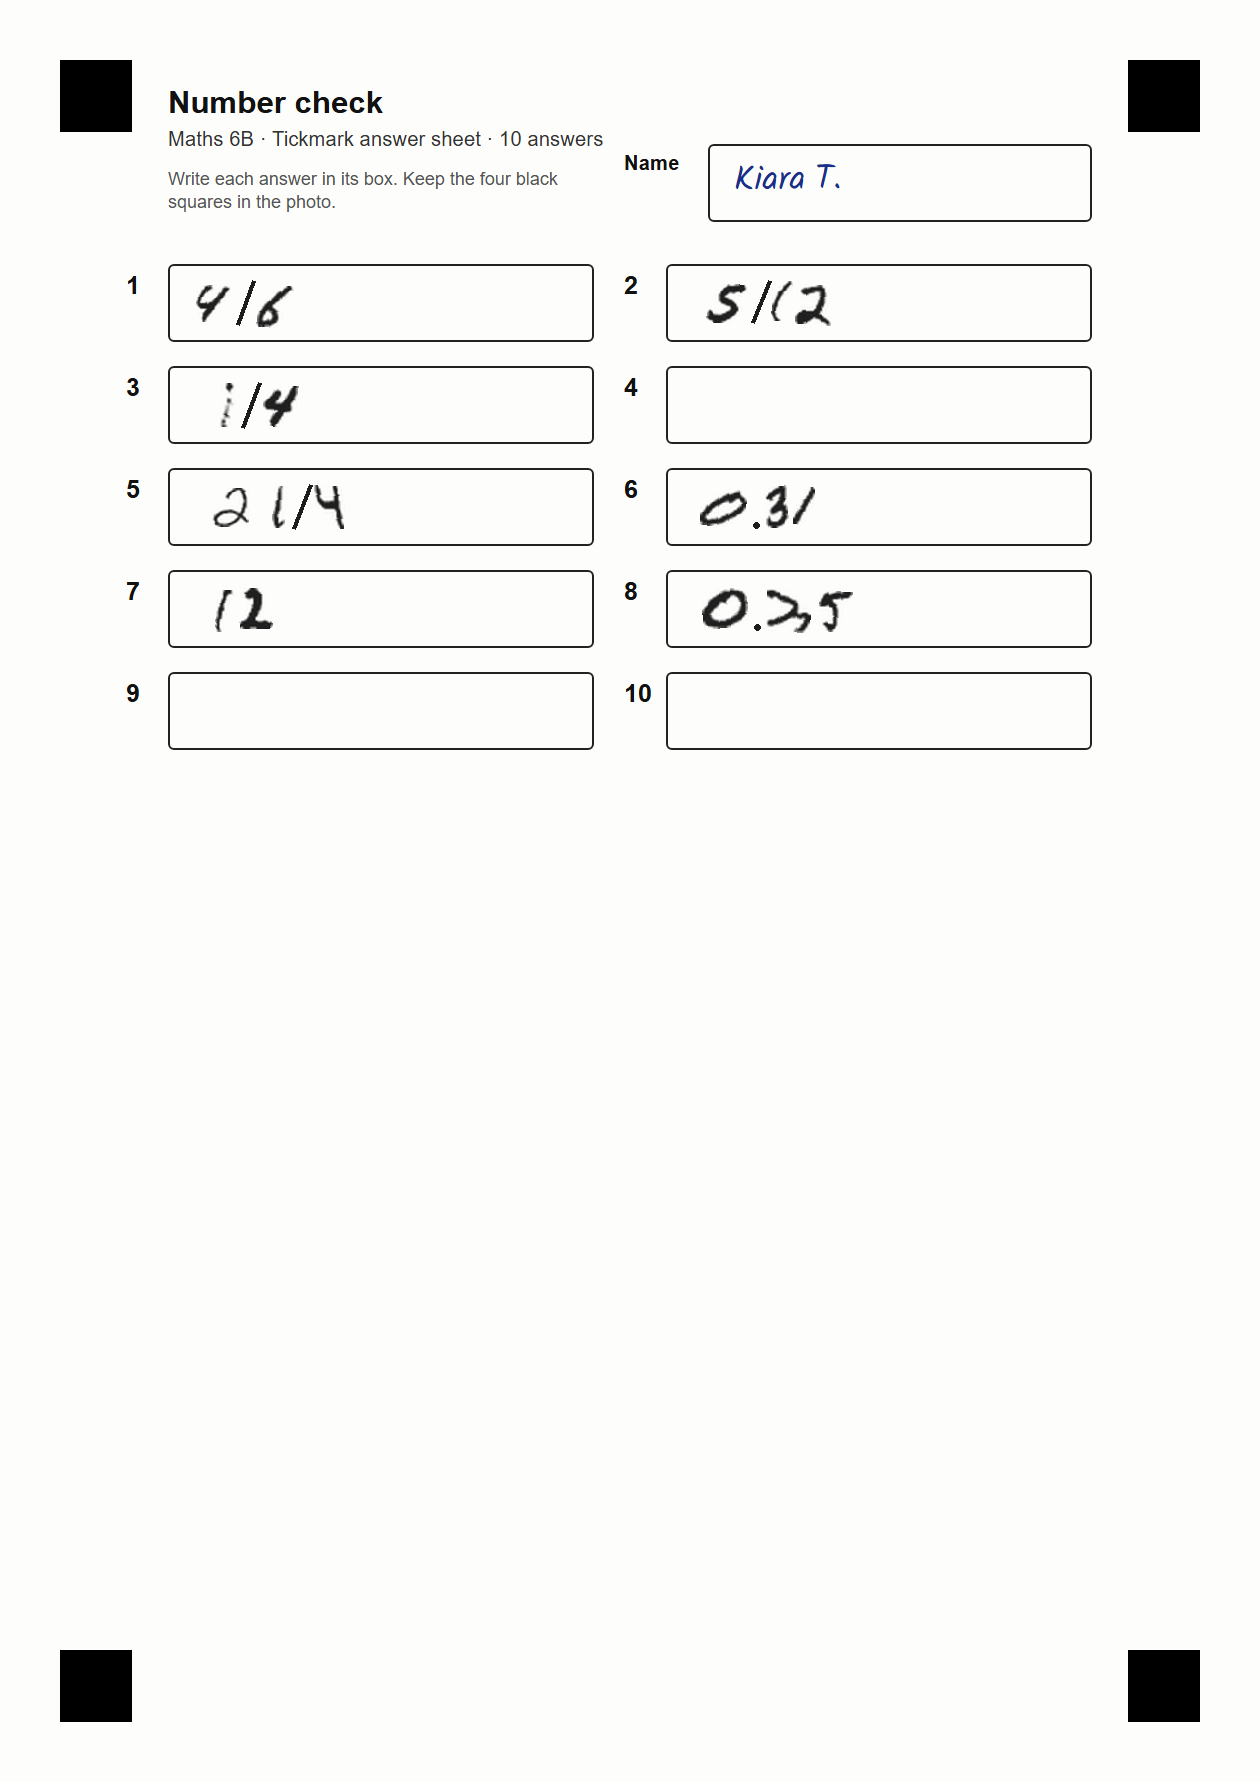 Number check
Maths 6B · Tickmark answer sheet · 10 answers
Write each answer in its box. Keep the four black
squares in the photo.
Name
Kiara T.
1 4/6
2 5/12
3 1/4
4
5 2 1/4
6 0.31
7 12
8 0.25
9
10